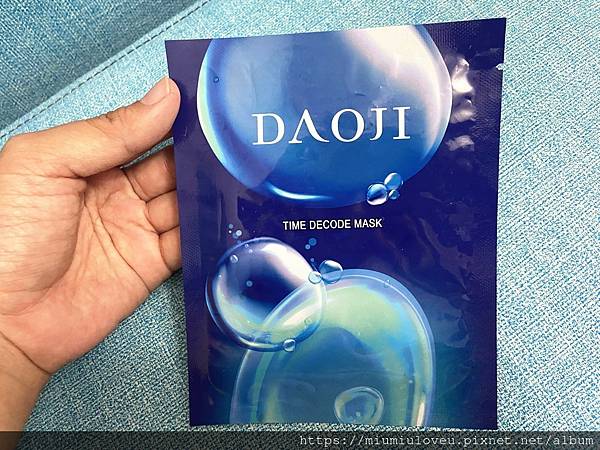 DAOJI
TIME DECODE MASK
https://miumiuloveu.pixnet.net/album